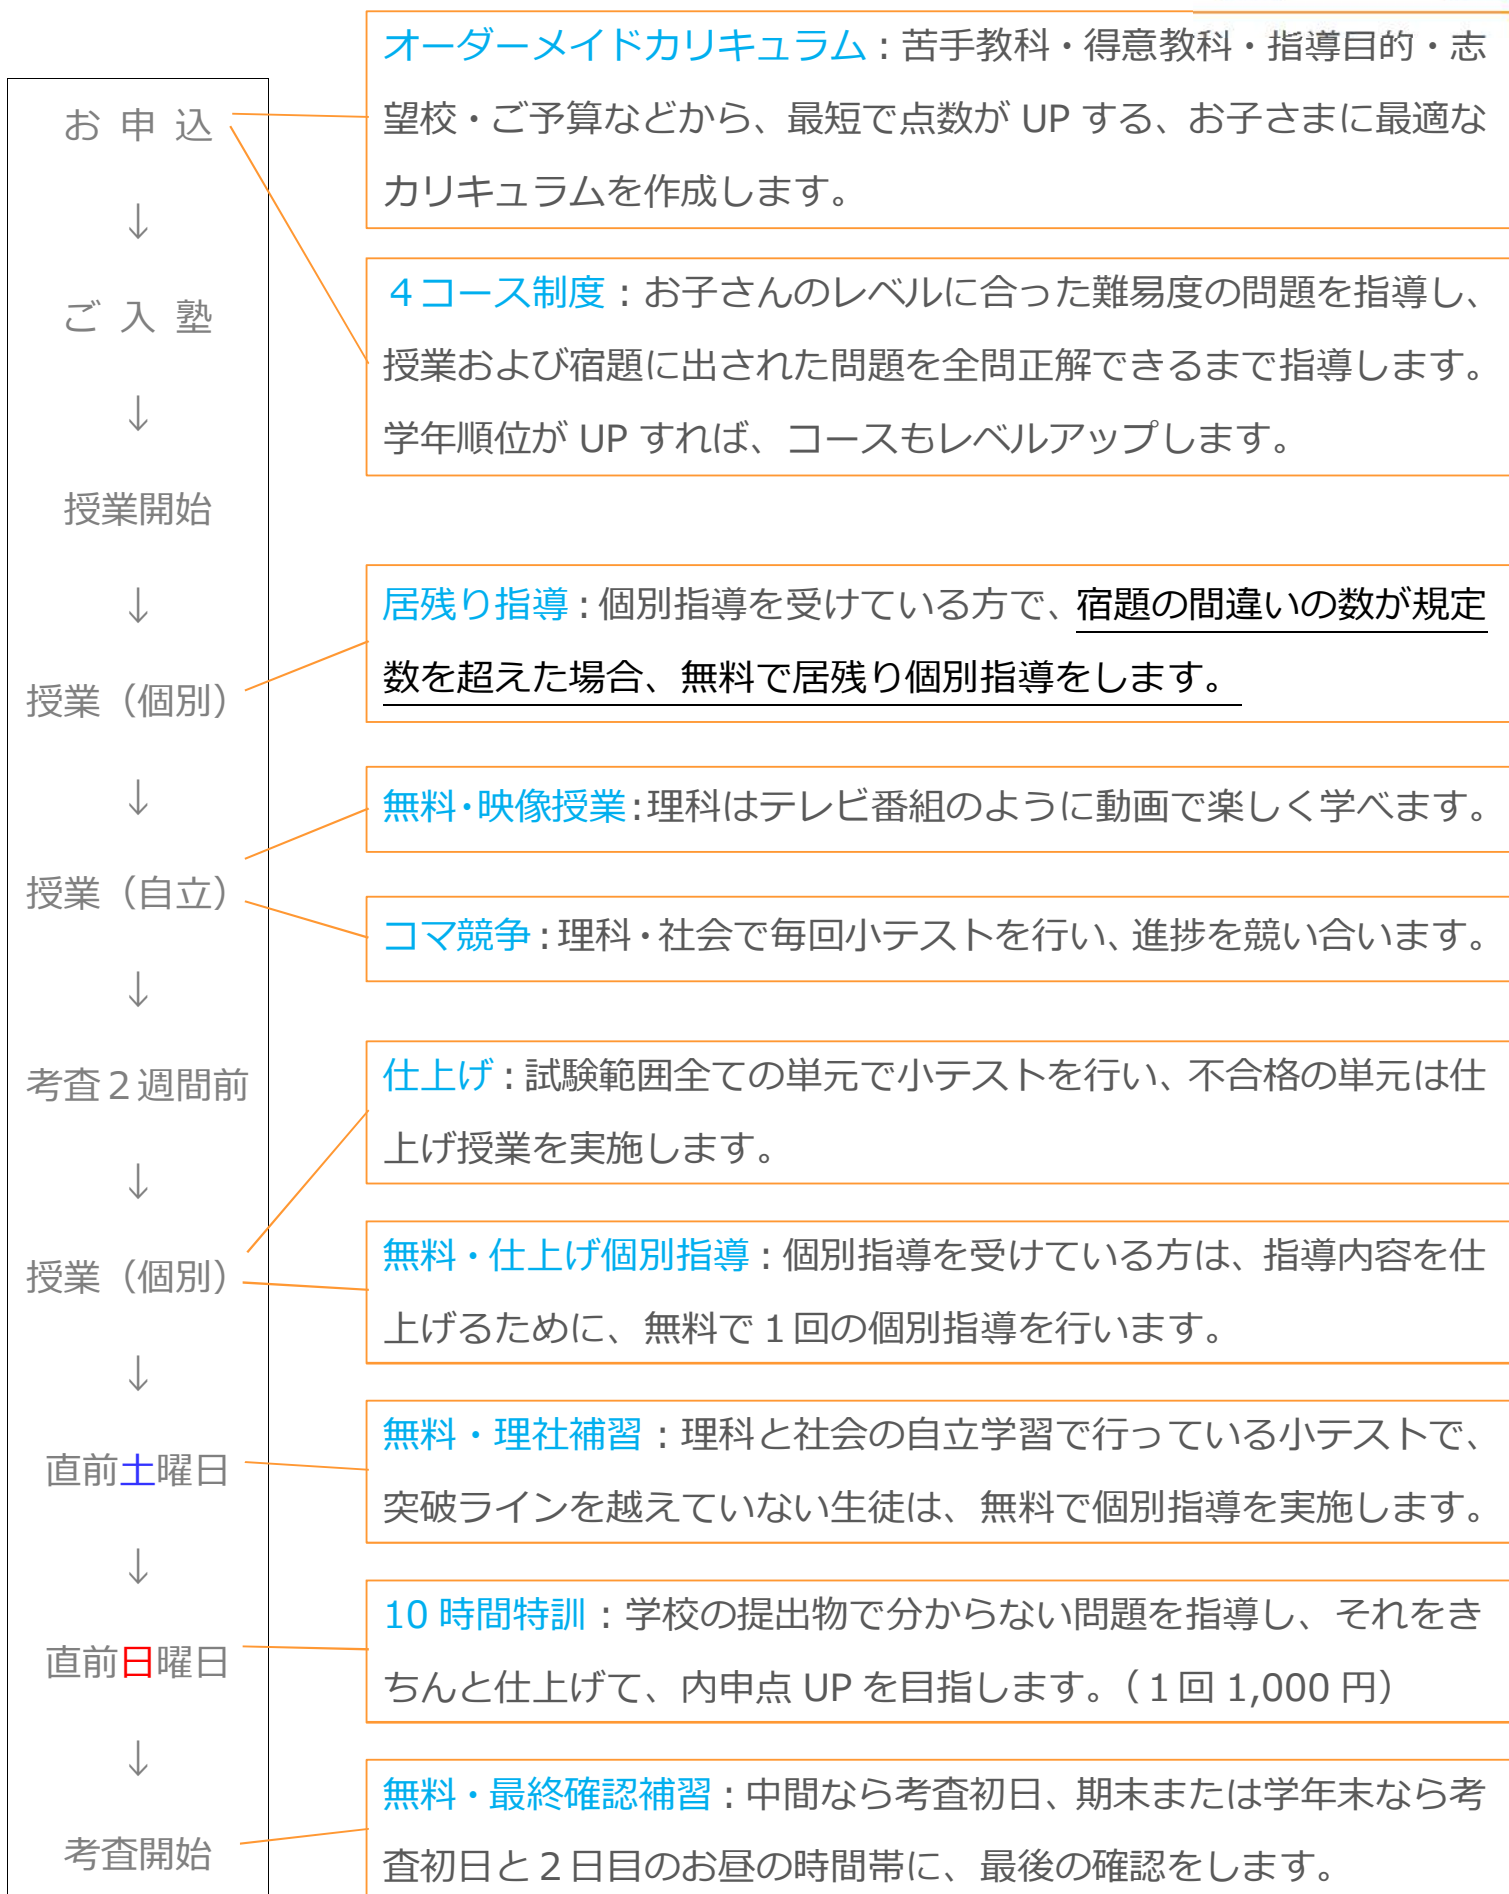 お 申 込
↓
ご 入 塾
↓
授業開始
↓
授業（個別）
↓
授業（自立）
↓
考査２週間前
↓
授業（個別）
↓
直前土曜日
↓
直前日曜日
↓
考査開始
オーダーメイドカリキュラム：苦手教科・得意教科・指導目的・志
望校・ご予算などから、最短で点数が UP する、お子さまに最適な
カリキュラムを作成します。
４コース制度：お子さんのレベルに合った難易度の問題を指導し、
授業および宿題に出された問題を全問正解できるまで指導します。
学年順位が UP すれば、コースもレベルアップします。
居残り指導：個別指導を受けている方で、宿題の間違いの数が規定
数を超えた場合、無料で居残り個別指導をします。
無料・映像授業：理科はテレビ番組のように動画で楽しく学べます。
コマ競争：理科・社会で毎回小テストを行い、進捗を競い合います。
仕上げ：試験範囲全ての単元で小テストを行い、不合格の単元は仕
上げ授業を実施します。
無料・仕上げ個別指導：個別指導を受けている方は、指導内容を仕
上げるために、無料で１回の個別指導を行います。
無料・理社補習：理科と社会の自立学習で行っている小テストで、
突破ラインを越えていない生徒は、無料で個別指導を実施します。
10 時間特訓：学校の提出物で分からない問題を指導し、それをき
ちんと仕上げて、内申点 UP を目指します。（１回 1,000 円）
無料・最終確認補習：中間なら考査初日、期末または学年末なら考
査初日と２日目のお昼の時間帯に、最後の確認をします。